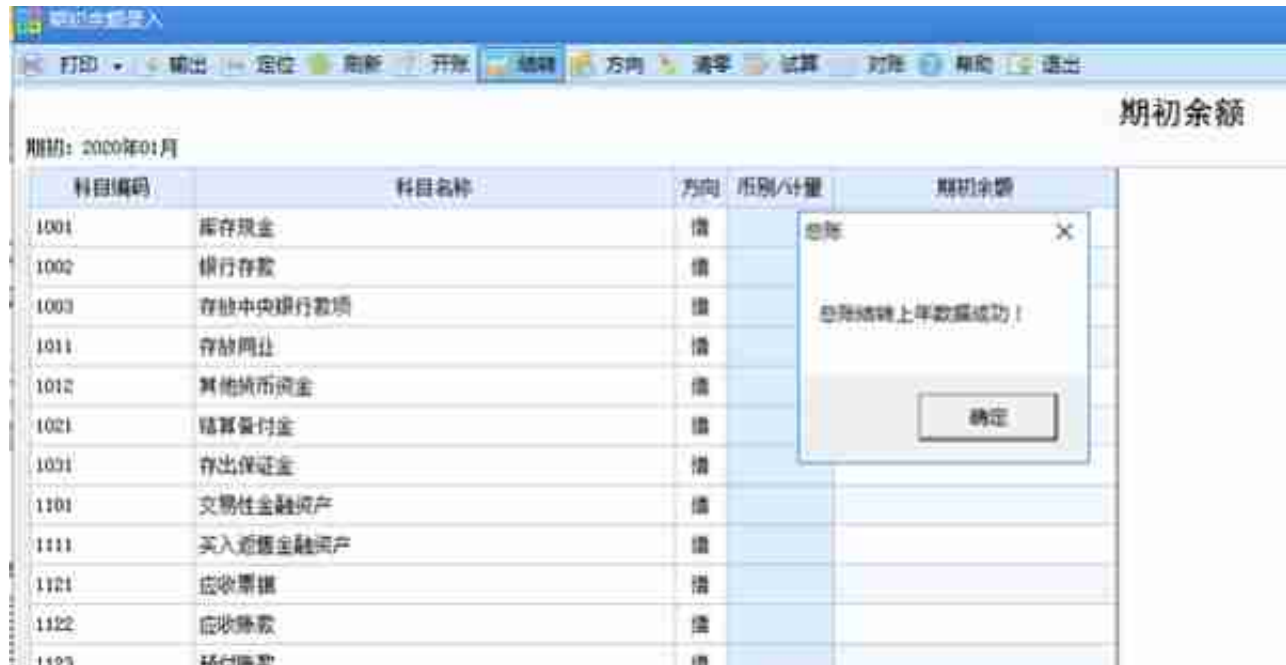 期初余额录入
打印 输出 定位 刷新 开账 结转 方向 清零 试算 对账 帮助 退出
期初余额
期初：2020年01月
科目编码 科目名称 方向 币别/计量 期初余额
1001 库存现金 借
1002 银行存款 借
1003 存放中央银行款项 借
1011 存放同业 借
1012 其他货币资金 借
1021 结算备付金 借
1031 存出保证金 借
1101 交易性金融资产 借
1111 买入返售金融资产 借
1121 应收票据 借
1122 应收账款 借
1123 预付账款 借
总账
总账结转上年数据成功！
确定